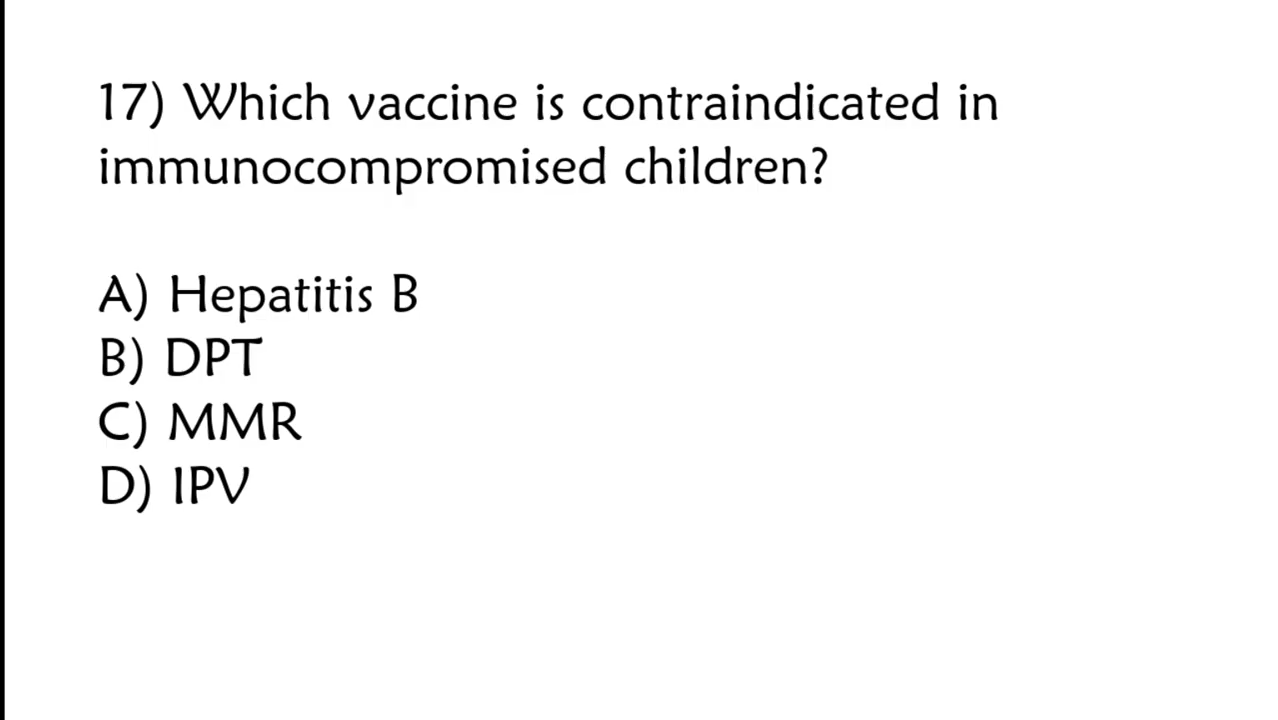 17) Which vaccine is contraindicated in
immunocompromised children?
A) Hepatitis B
B) DPT
C) MMR
D) IPV